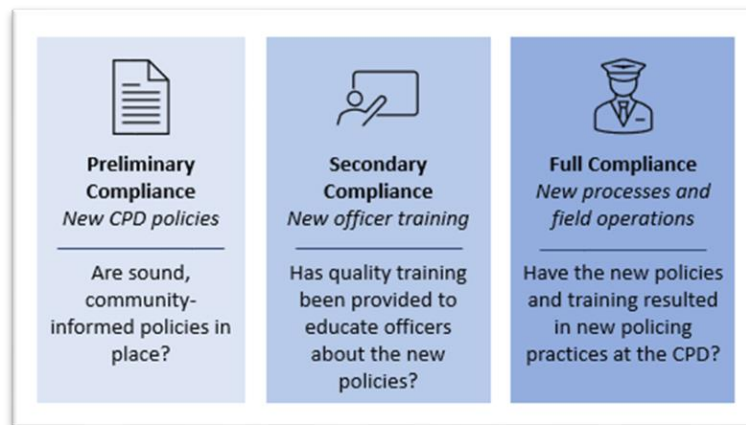 Preliminary
Compliance
New CPD policies
Are sound,
community-
informed policies in
place?
Secondary
Compliance
New officer training
Has quality training
been provided to
educate officers
about the new
policies?
Full Compliance
New processes and
field operations
Have the new policies
and training resulted
in new policing
practices at the CPD?